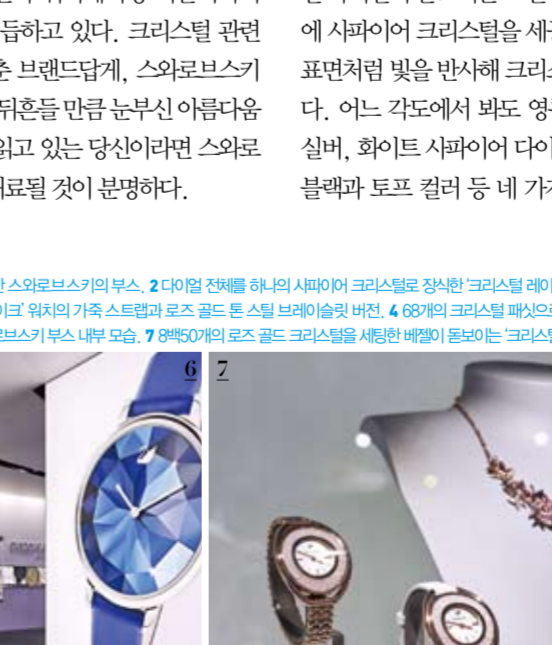 듭하고 있다. 크리스털 관련
춘 브랜드답게, 스와로브스키
뒤흔들 만큼 눈부신 아름다움
읽고 있는 당신이라면 스와로
료될 것이 분명하다.
에 사파이어 크리스털을 세
표면처럼 빛을 반사해 크리
다. 어느 각도에서 봐도 영
실버, 화이트 사파이어 다이
블랙과 토프 컬러 등 네 가
스와로브스키의 부스. 2 다이얼 전체를 하나의 사파이어 크리스털로 장식한 ‘크리스털 레이
이크’ 워치의 가죽 스트랩과 로즈 골드 톤 스틸 브레이슬릿 버전. 4 68개의 크리스털 패싯으
브스키 부스 내부 모습. 7 8백50개의 로즈 골드 크리스털을 세팅한 베젤이 돋보이는 ‘크리스털
6 7